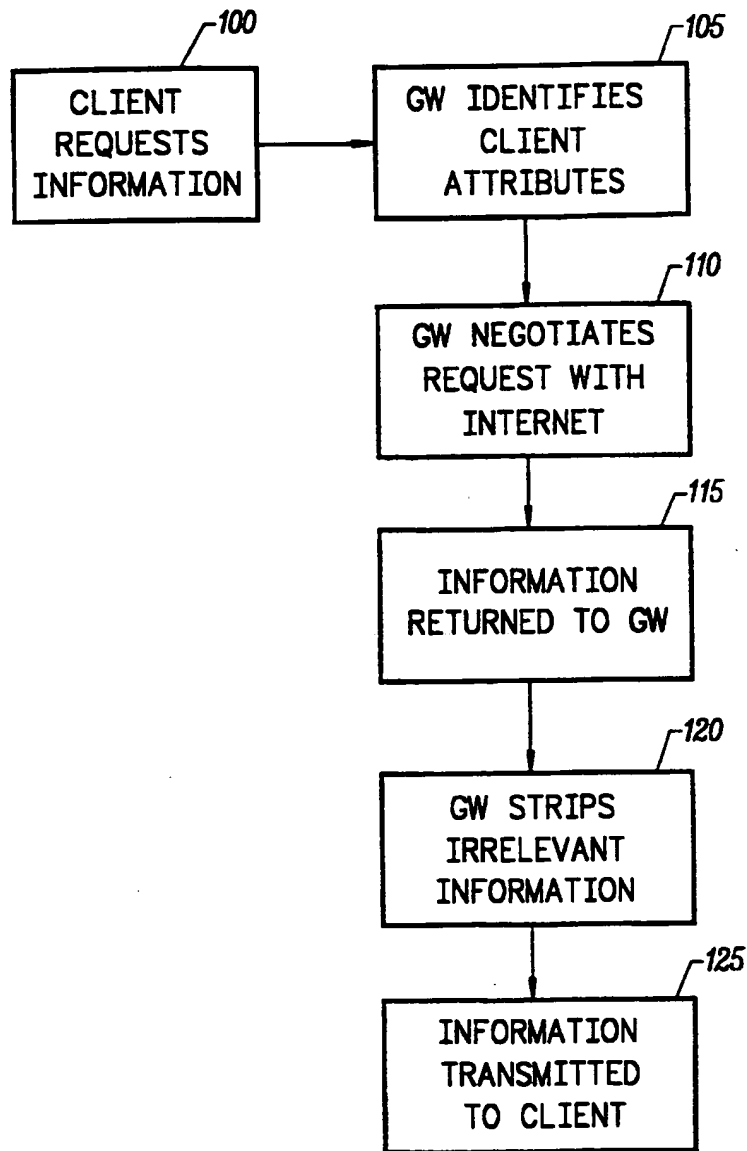 100
CLIENT
REQUESTS
INFORMATION
105
GW IDENTIFIES
CLIENT
ATTRIBUTES
110
GW NEGOTIATES
REQUEST WITH
INTERNET
115
INFORMATION
RETURNED TO GW
120
GW STRIPS
IRRELEVANT
INFORMATION
125
INFORMATION
TRANSMITTED
TO CLIENT